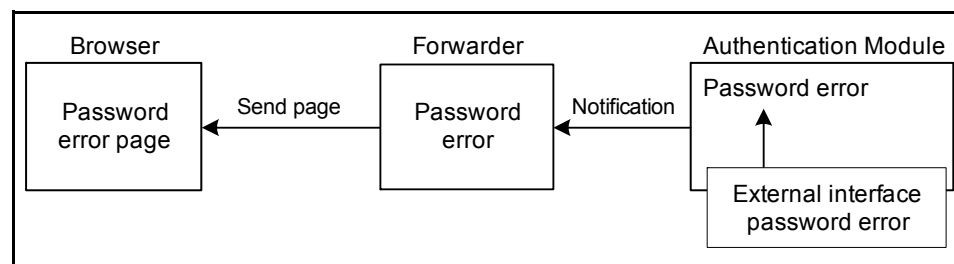 Browser
Forwarder
Authentication Module
Password
error page
Send page
Password
error
Notification
Password error
External interface
password error